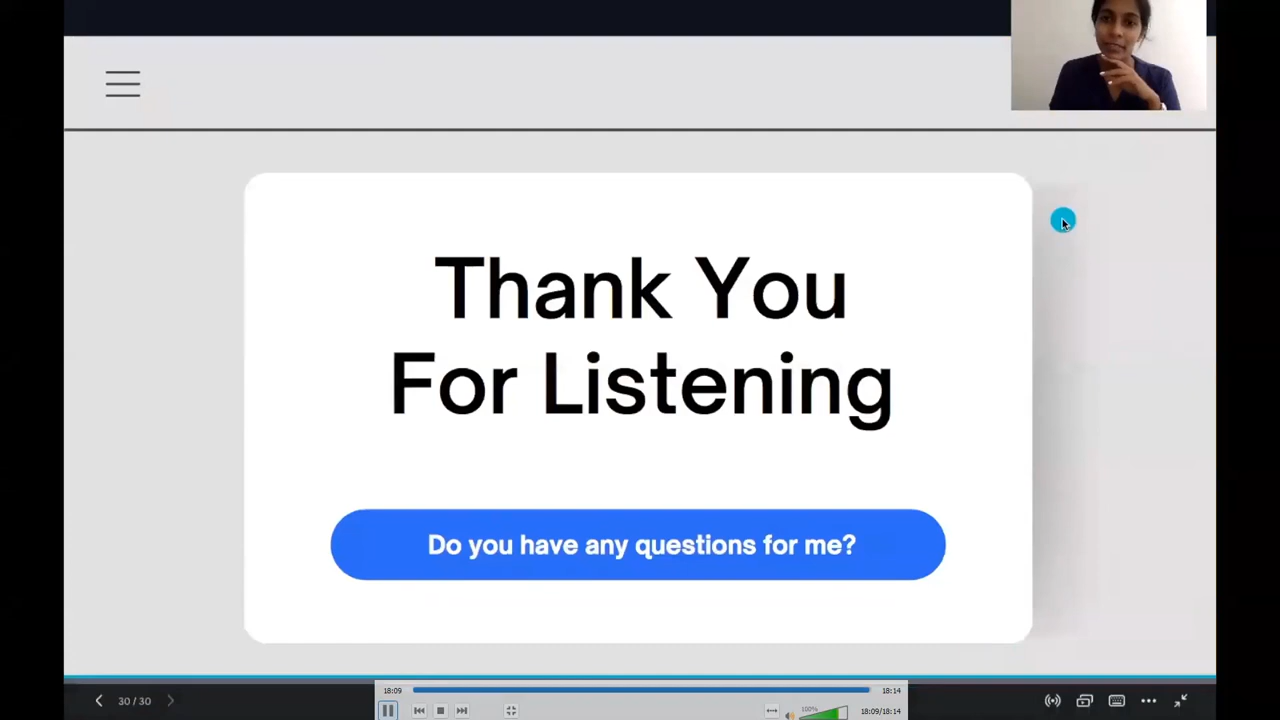 Thank You
For Listening
Do you have any questions for me?
30 / 30
18:09
18:14
100%
18:09/18:14